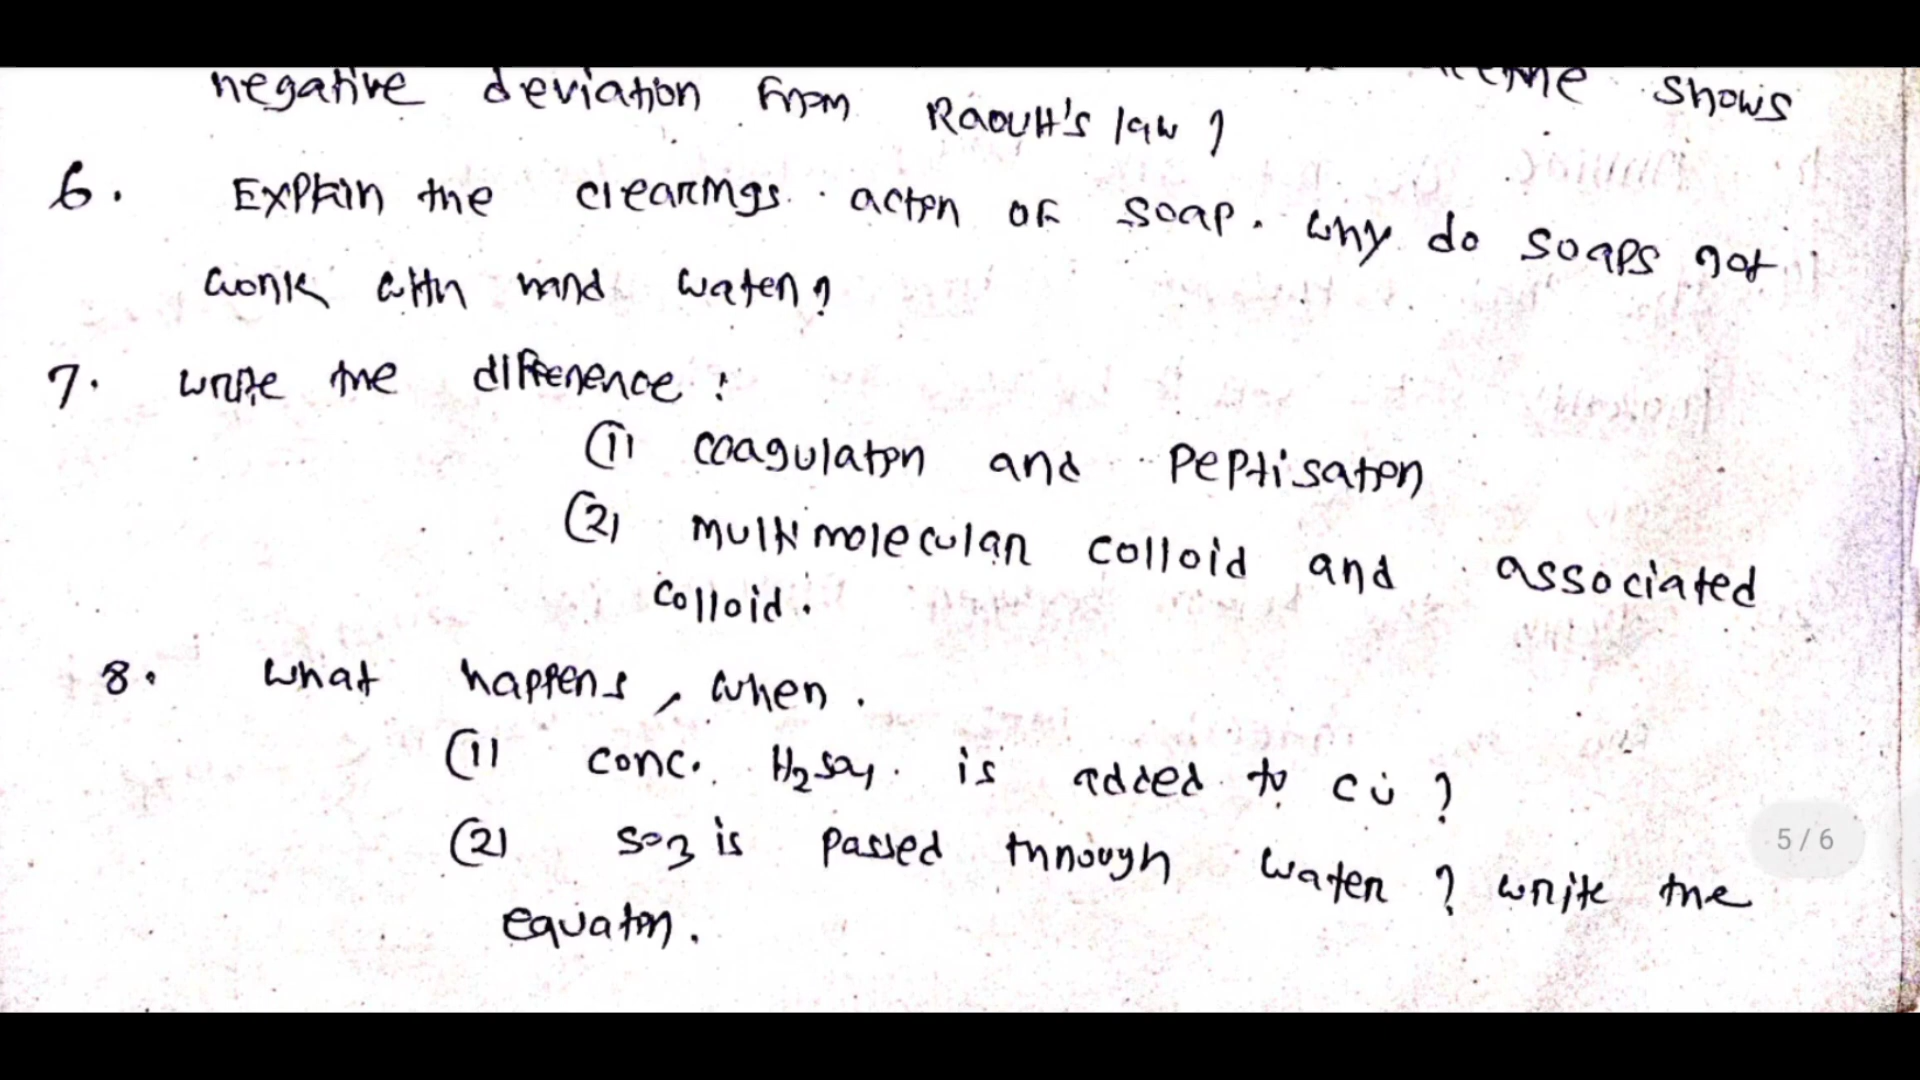 shows
negative deviation from Raoult's law ?
6. Explain the cleanings action of soap. why do soaps not
work with hard water ?
7. write the difference :
(1) coagulation and Peptisation
(2) multimolecular colloid and associated
colloid.
8. what happens, when.
(1) conc. H2SO4. is added to Cu ?
(2) SO3 is passed through water ? write the
equation.
5 / 6